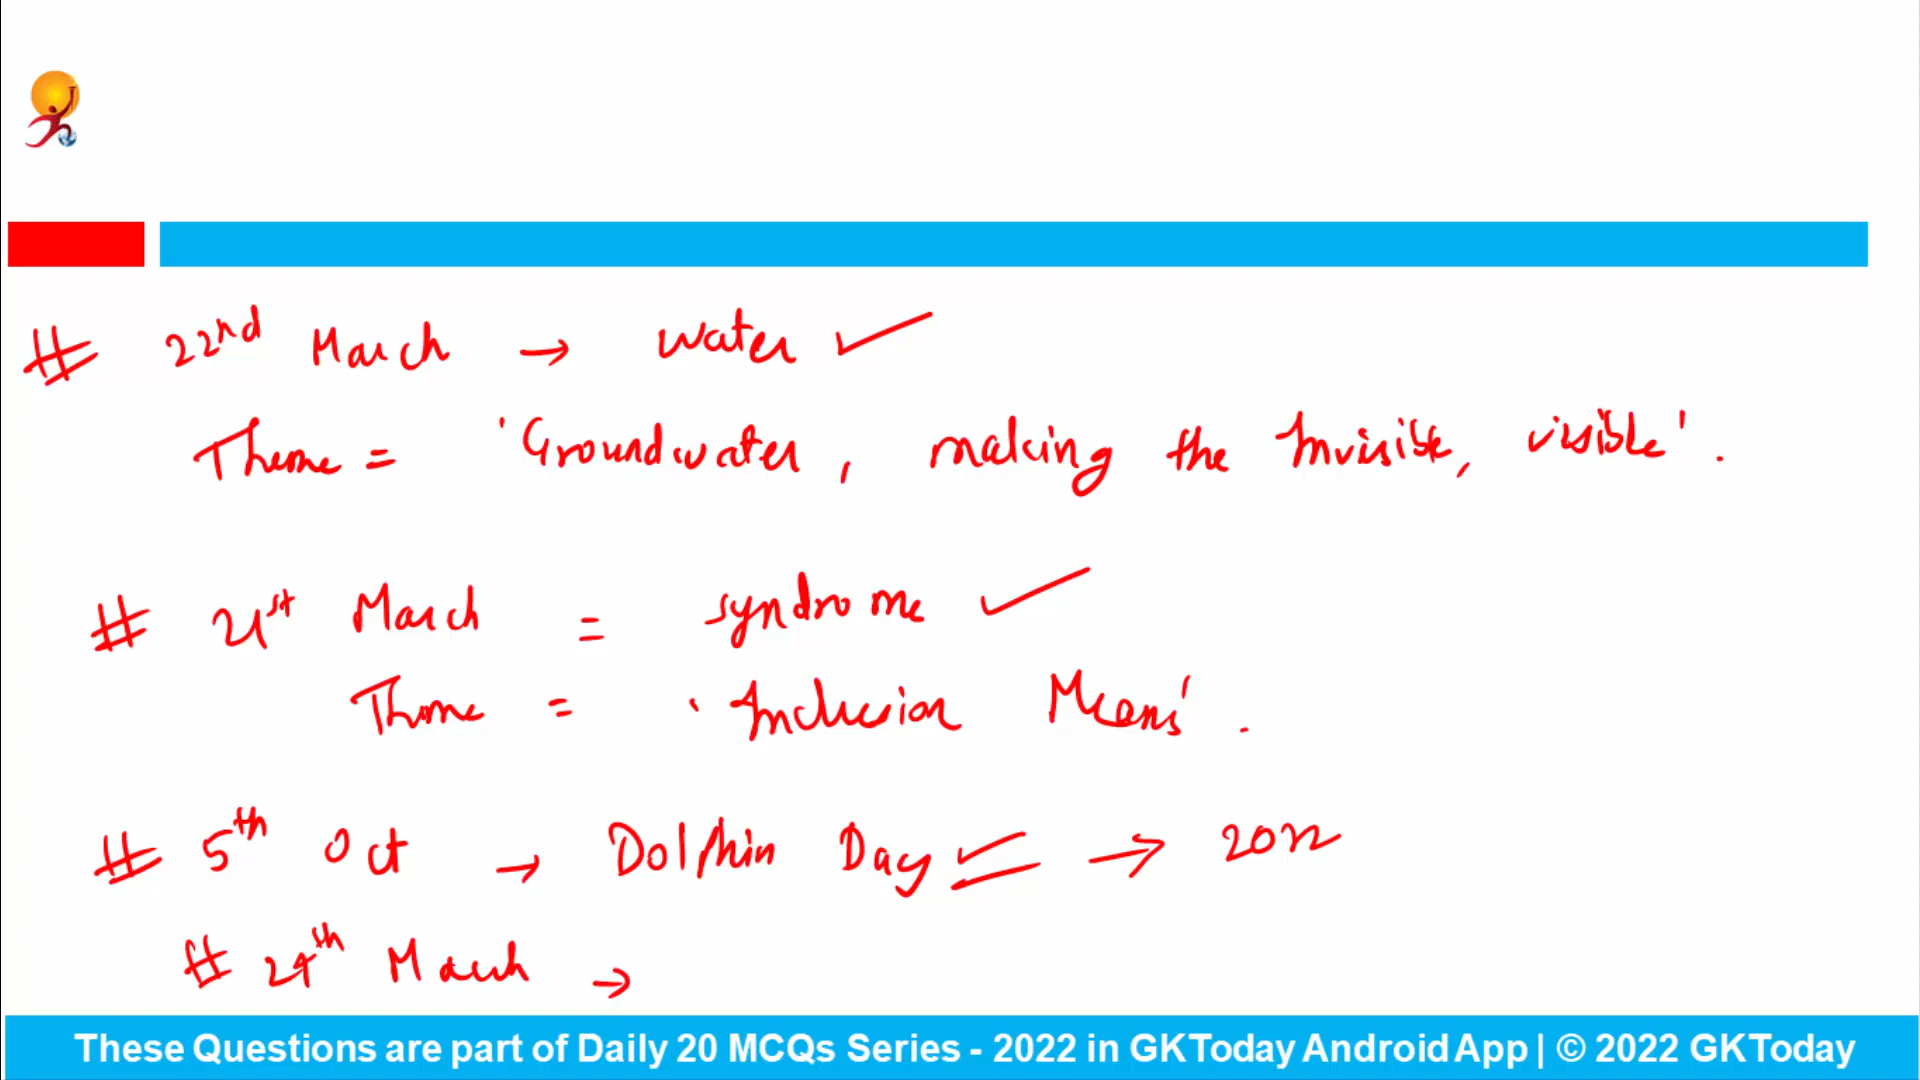 # 22nd March → water ✓
Theme = 'Groundwater, making the Invisible, visible'.
# 21st March = syndrome ✓
Theme = 'Inclusion Means'.
# 5th Oct → Dolphin Day ✓ → 2022
# 24th March →
These Questions are part of Daily 20 MCQs Series - 2022 in GKToday Android App | © 2022 GKToday